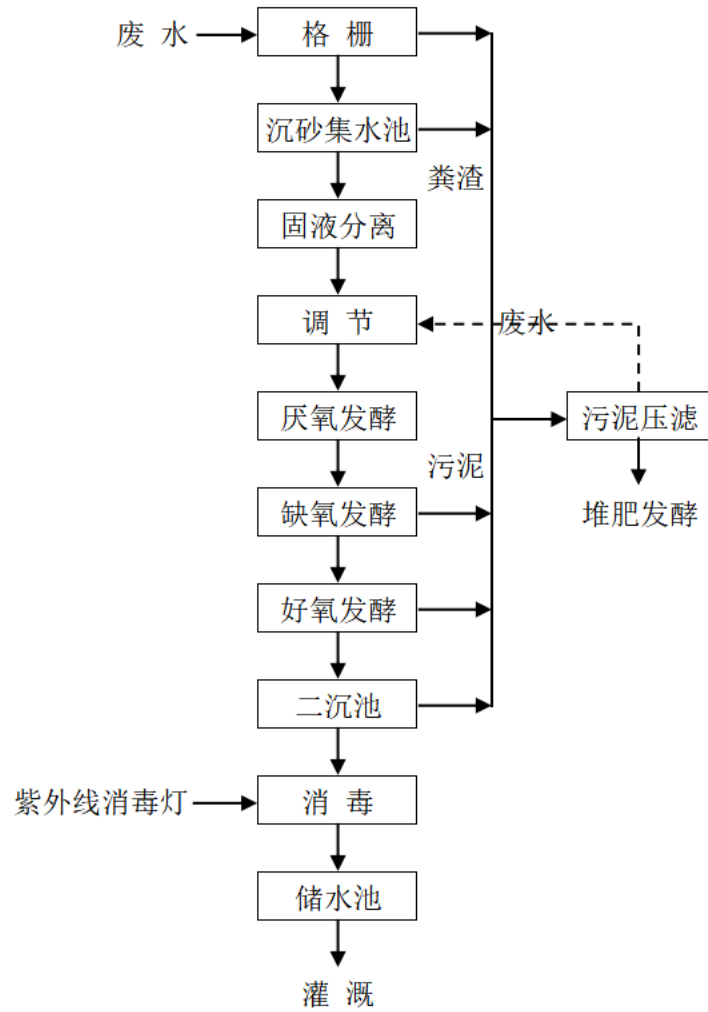 废 水
格 栅
沉砂集水池
粪渣
固液分离
调 节
废水
厌氧发酵
污泥压滤
污泥
缺氧发酵
堆肥发酵
好氧发酵
二沉池
紫外线消毒灯
消 毒
储水池
灌 溉